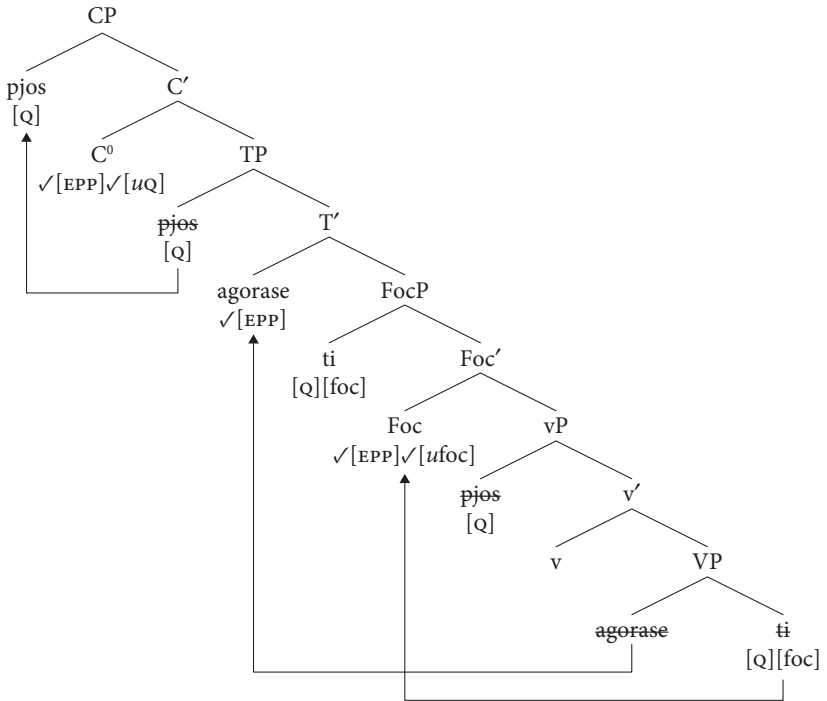 CP
pjos C′
[Q]
C⁰ TP
✓[EPP]✓[uQ]
pjos T′
[Q]
agorase FocP
✓[EPP]
ti Foc′
[Q][foc]
Foc vP
✓[EPP]✓[ufoc]
pjos v′
[Q]
v VP
agorase ti
[Q][foc]